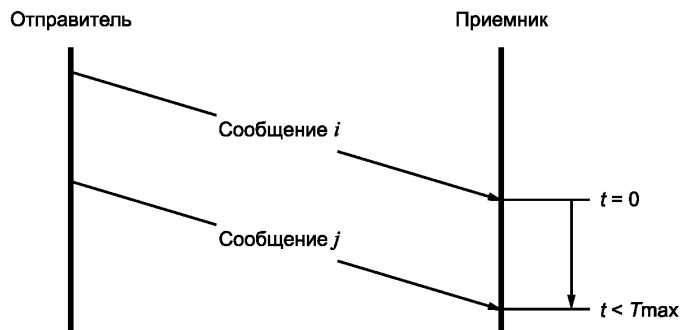 Отправитель
Приемник
Сообщение i
t = 0
Сообщение j
t < Tmax